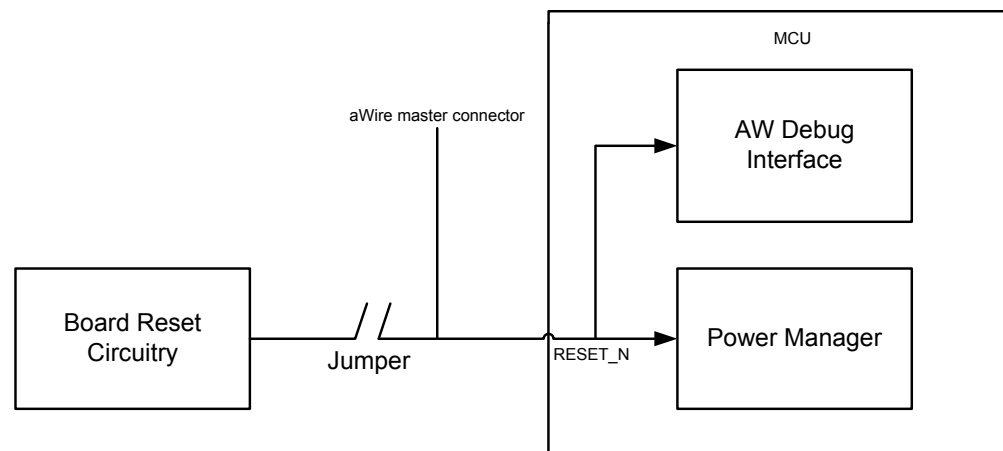 MCU
aWire master connector
AW Debug
Interface
Board Reset
Circuitry
Jumper
RESET_N
Power Manager